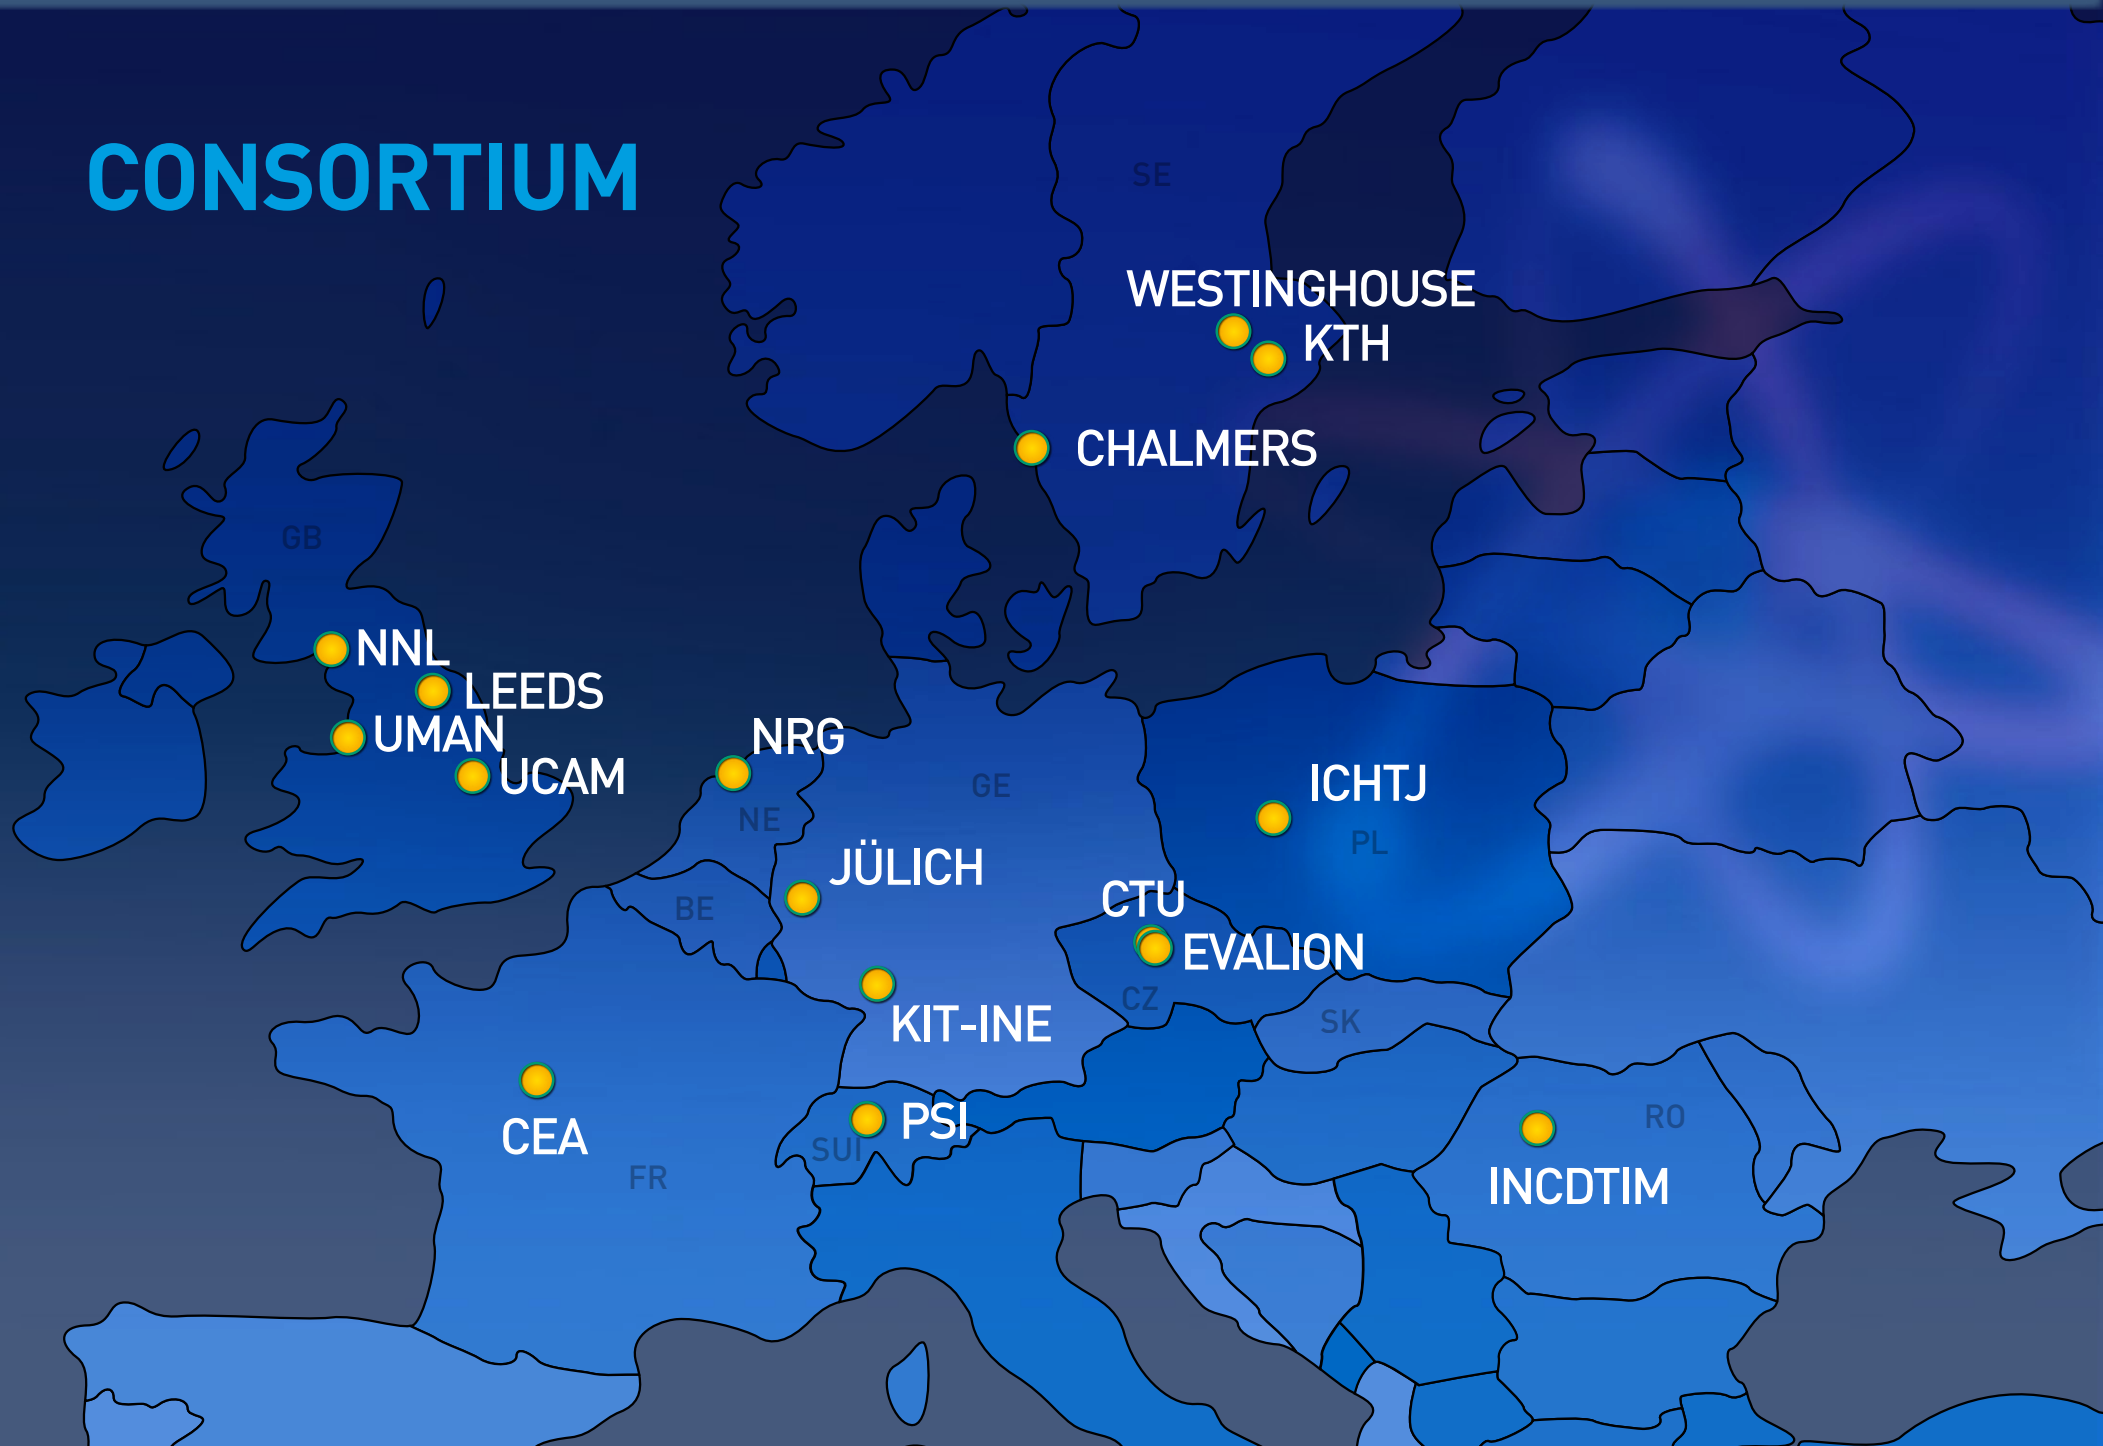 CONSORTIUM
SE
WESTINGHOUSE
KTH
CHALMERS
GB
NNL
LEEDS
UMAN
UCAM
NRG
NE
GE
ICHTJ
PL
JÜLICH
BE
CTU
EVALION
CZ
SK
KIT-INE
CEA
FR
PSI
SUI
RO
INCDTIM